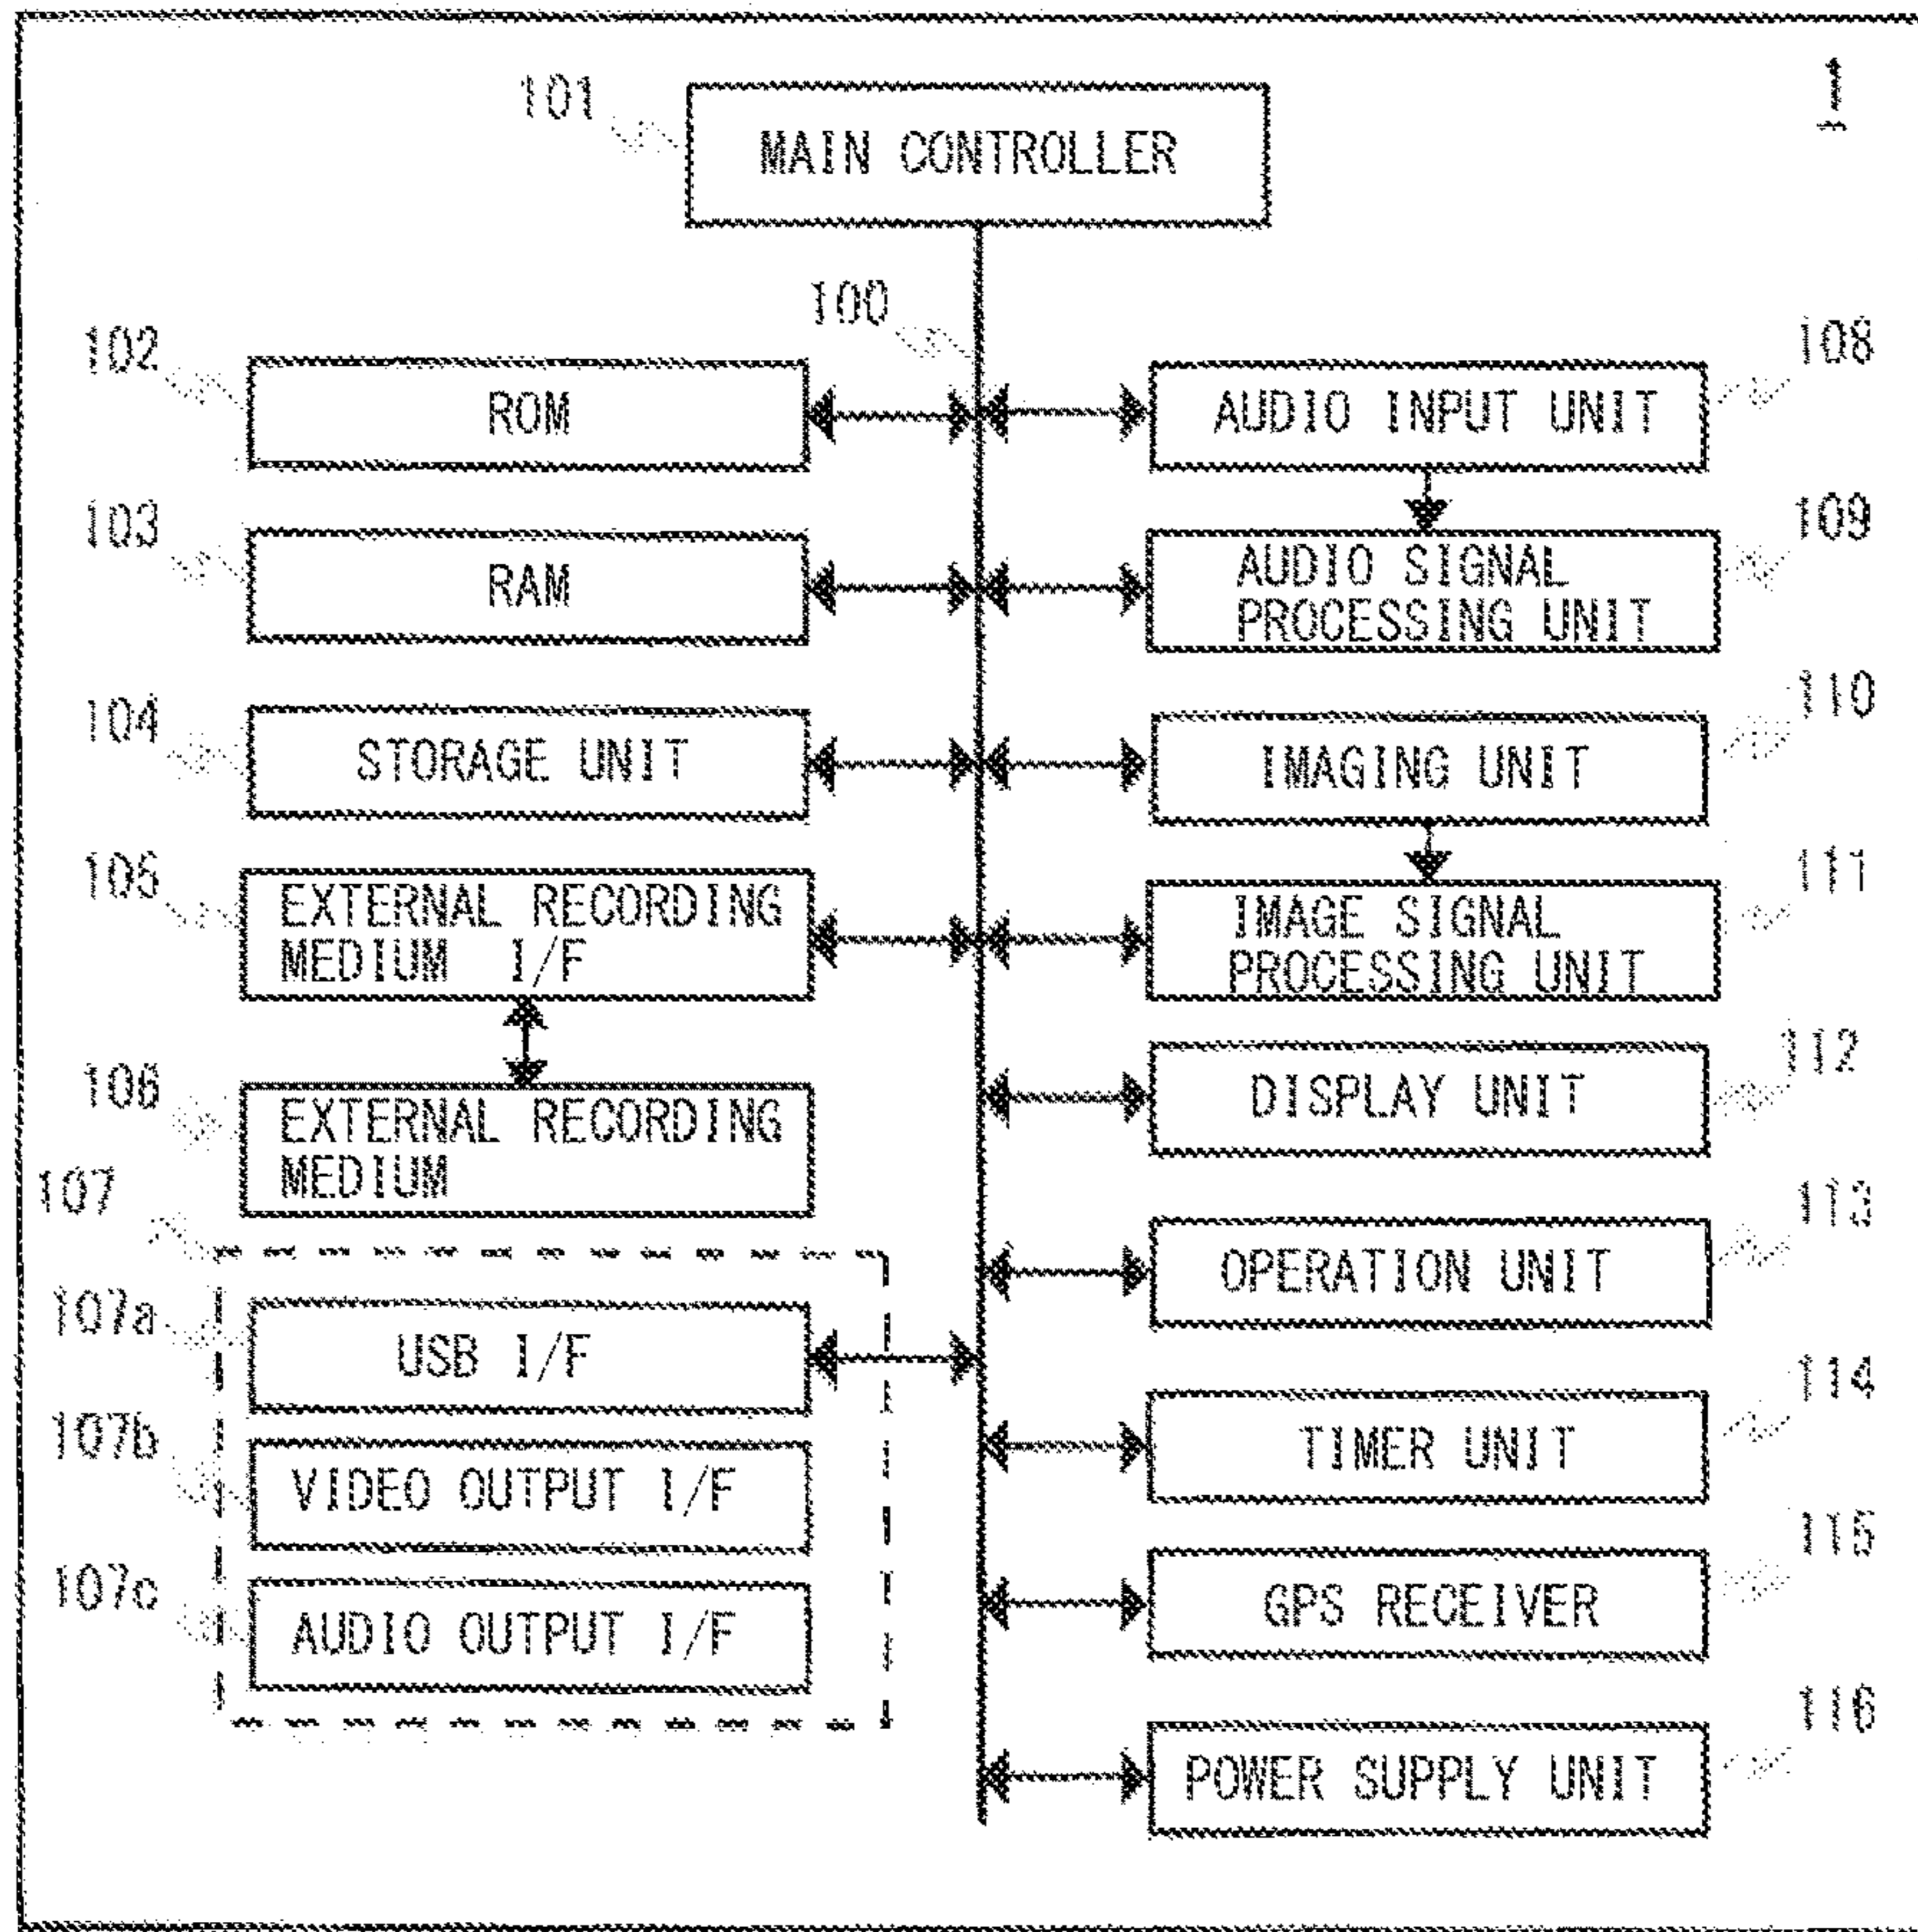 1
101
MAIN CONTROLLER
100
102
ROM
103
RAM
104
STORAGE UNIT
105
EXTERNAL RECORDING
MEDIUM I/F
106
EXTERNAL RECORDING
MEDIUM
107
107a
USB I/F
107b
VIDEO OUTPUT I/F
107c
AUDIO OUTPUT I/F
108
AUDIO INPUT UNIT
109
AUDIO SIGNAL
PROCESSING UNIT
110
IMAGING UNIT
111
IMAGE SIGNAL
PROCESSING UNIT
112
DISPLAY UNIT
113
OPERATION UNIT
114
TIMER UNIT
115
GPS RECEIVER
116
POWER SUPPLY UNIT